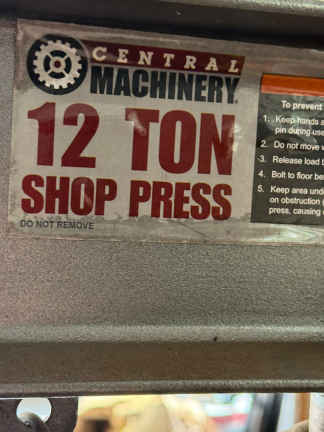 CENTRAL
MACHINERY®
12 TON
SHOP PRESS
DO NOT REMOVE
To prevent
1. Keep hands
pin during use
2. Do not move
3. Release load
4. Bolt to floor
5. Keep area
on obstruction
press, causing